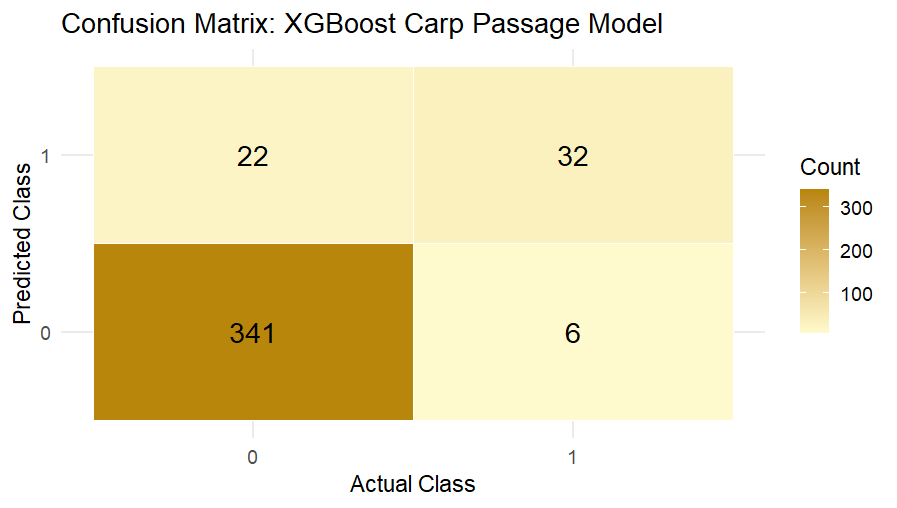 Confusion Matrix: XGBoost Carp Passage Model
Predicted Class
1
22
32
0
341
6
0
1
Actual Class
Count
300
200
100